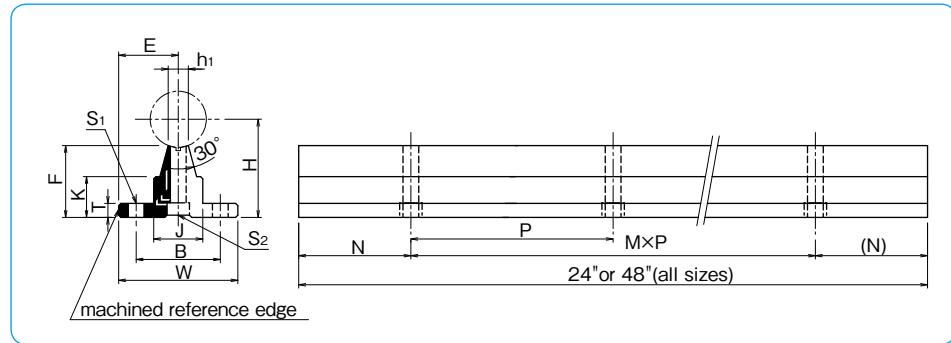 E
h1
S1
30°
H
F
K
T
J
S2
B
W
machined reference edge
P
N
M×P
(N)
24"or 48"(all sizes)